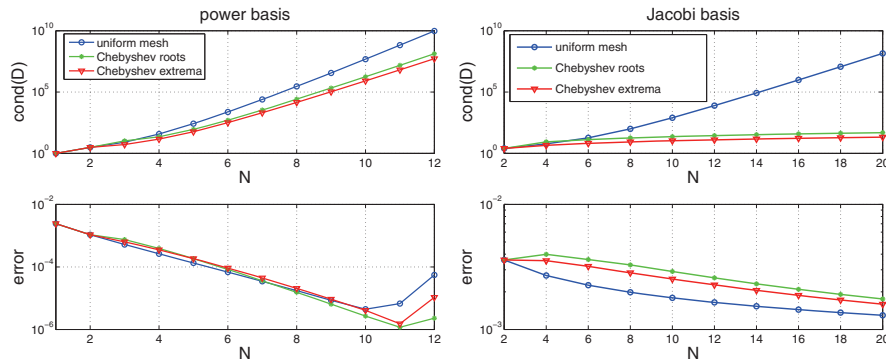 power basis
10^10
10^5
10^0
cond(D)
uniform mesh
Chebyshev roots
Chebyshev extrema
2 4 6 8 10 12
N
Jacobi basis
10^10
10^5
10^0
cond(D)
uniform mesh
Chebyshev roots
Chebyshev extrema
2 4 6 8 10 12 14 16 18 20
N
10^-2
10^-4
10^-6
error
2 4 6 8 10 12
N
10^-2
10^-3
error
2 4 6 8 10 12 14 16 18 20
N